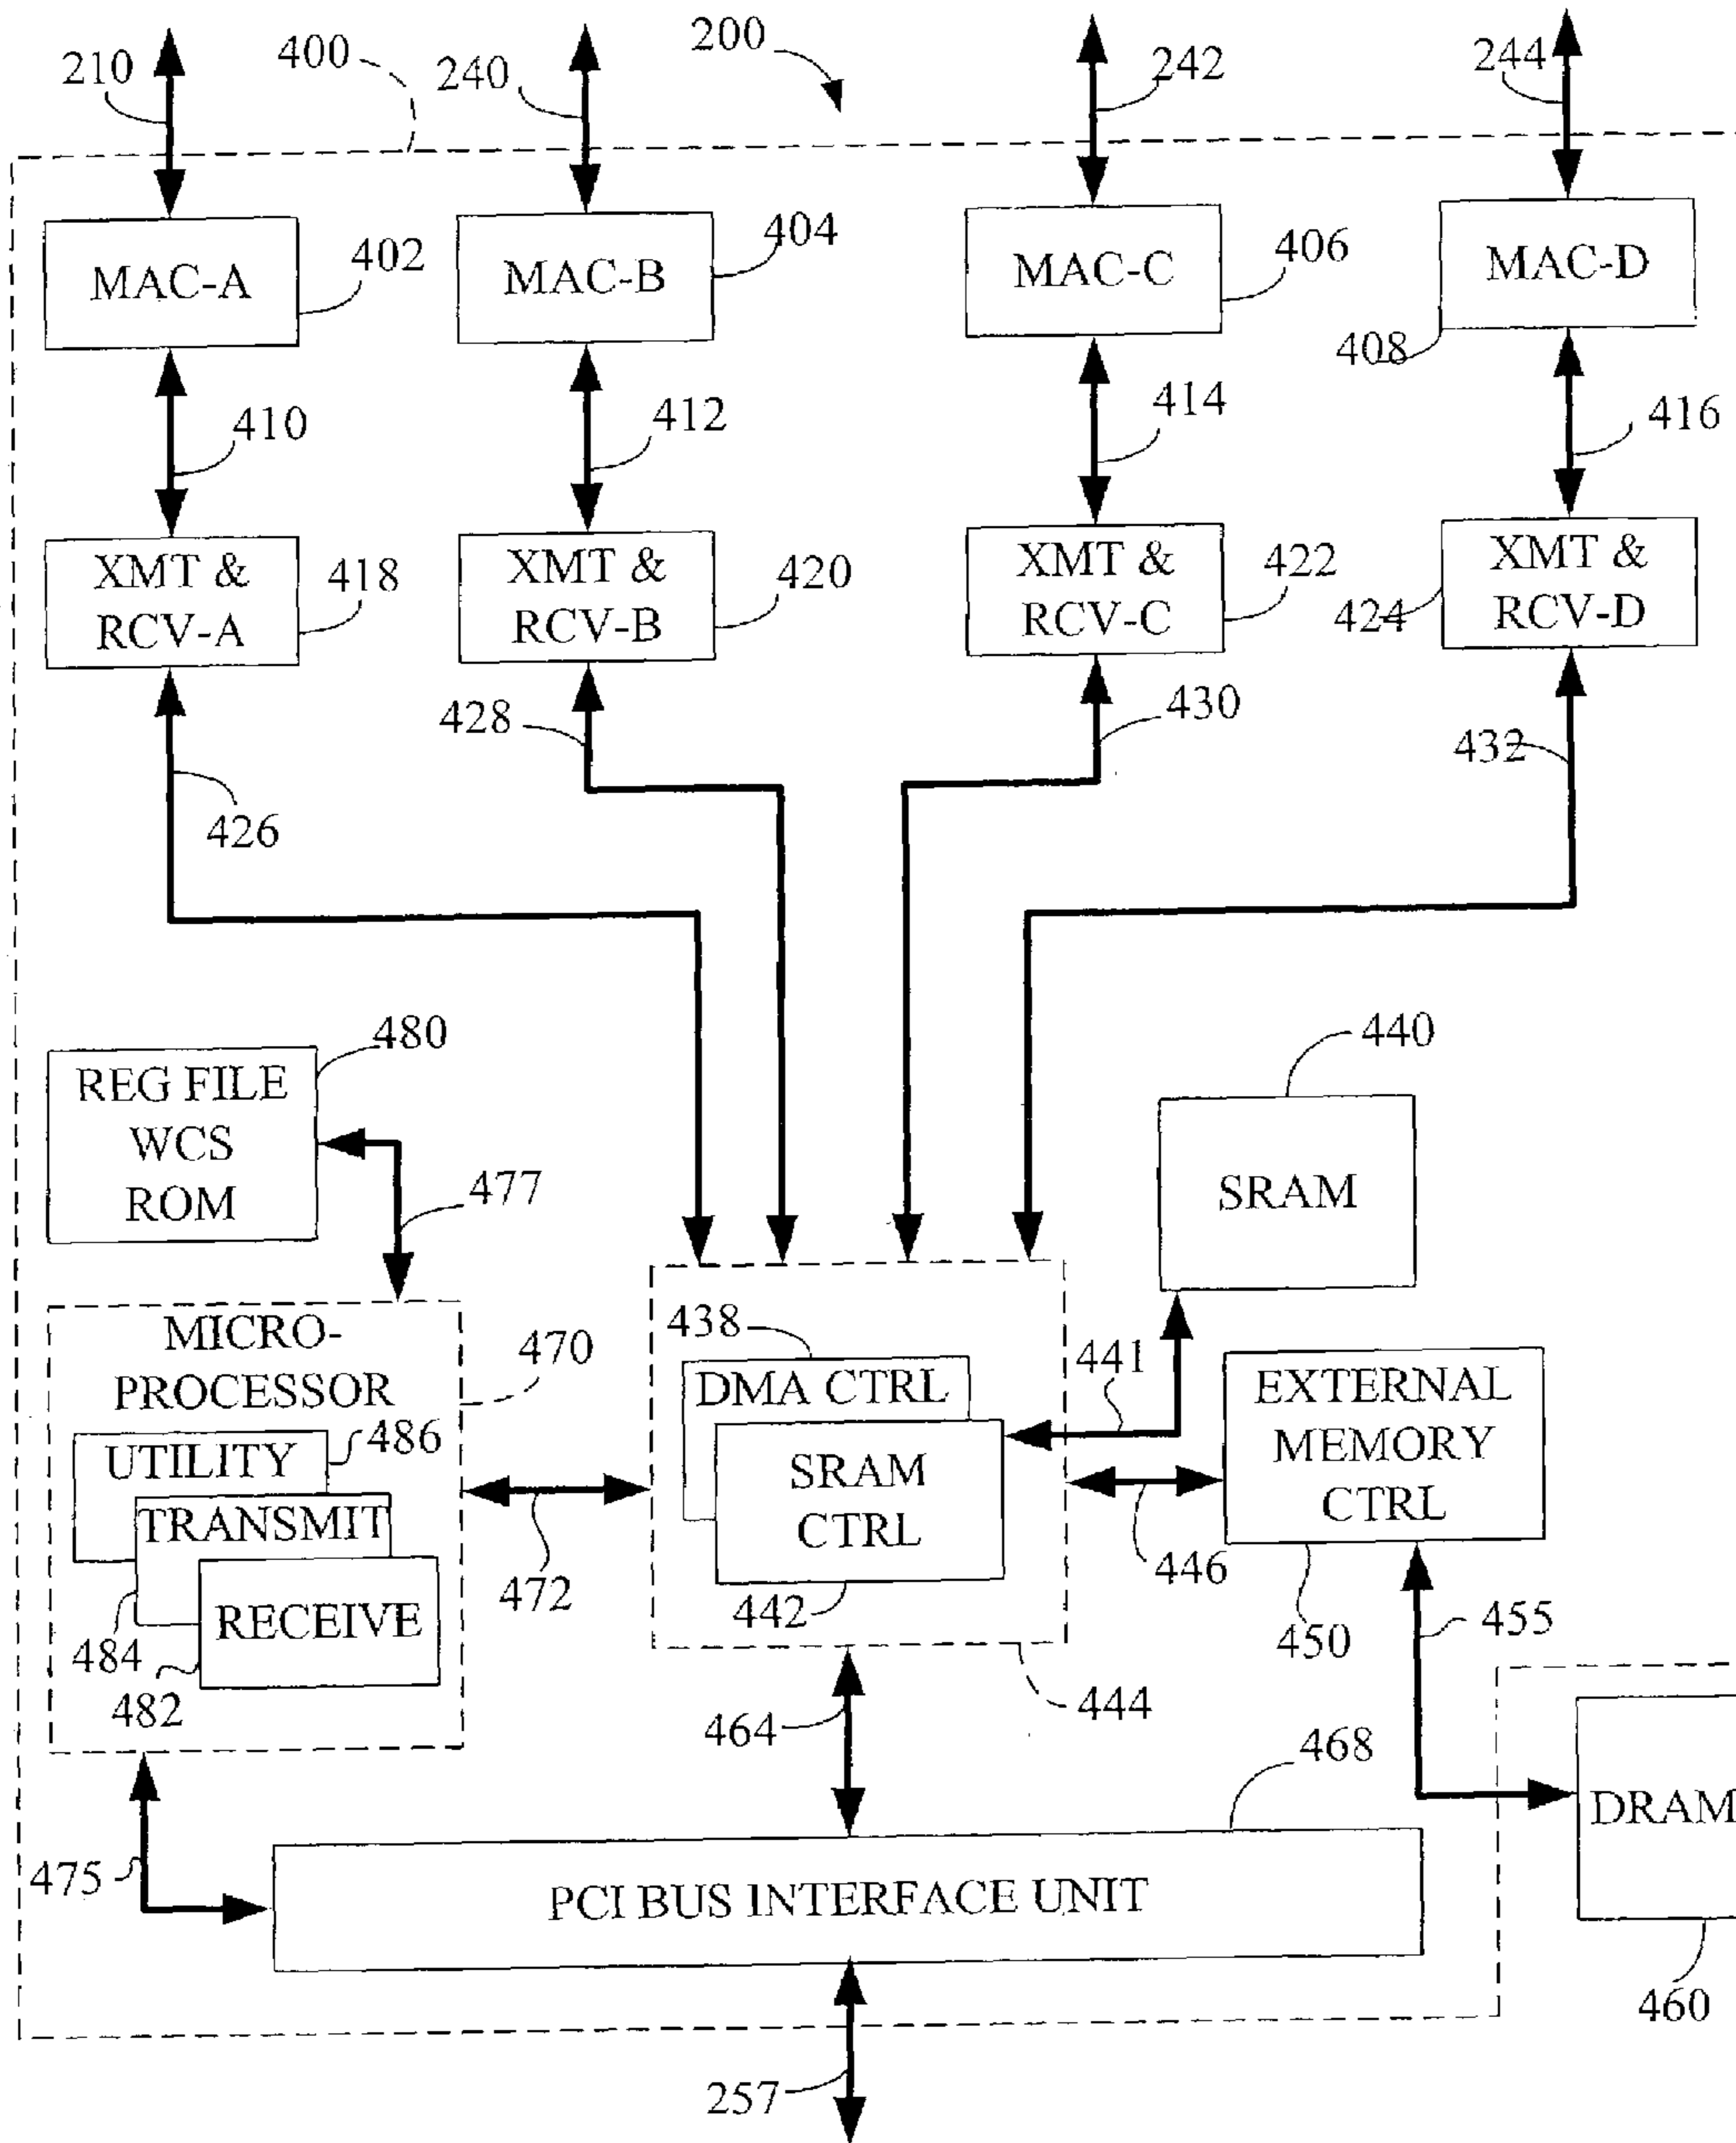 200
210
400
240
242
244
MAC-A
402
MAC-B
404
MAC-C
406
MAC-D
408
410
412
414
416
XMT &
RCV-A
418
XMT &
RCV-B
420
XMT &
RCV-C
422
XMT &
RCV-D
424
426
428
430
432
480
REG FILE
WCS
ROM
477
440
SRAM
MICRO-
PROCESSOR
470
UTILITY
486
TRANSMIT
484
RECEIVE
482
472
438
DMA CTRL
SRAM
CTRL
442
444
441
446
EXTERNAL
MEMORY
CTRL
450
455
464
468
475
PCI BUS INTERFACE UNIT
DRAM
460
257